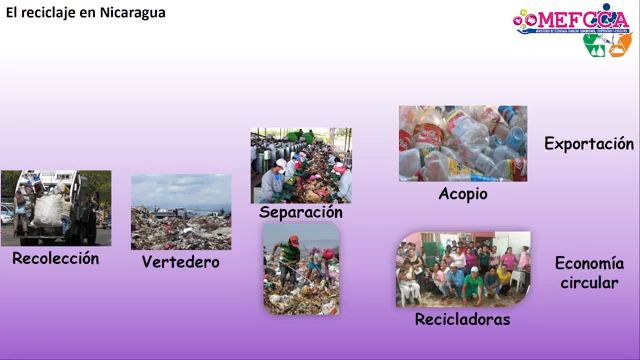 El reciclaje en Nicaragua
MEFCCA
Exportación
Acopio
Separación
Recolección
Vertedero
Economía
circular
Recicladoras